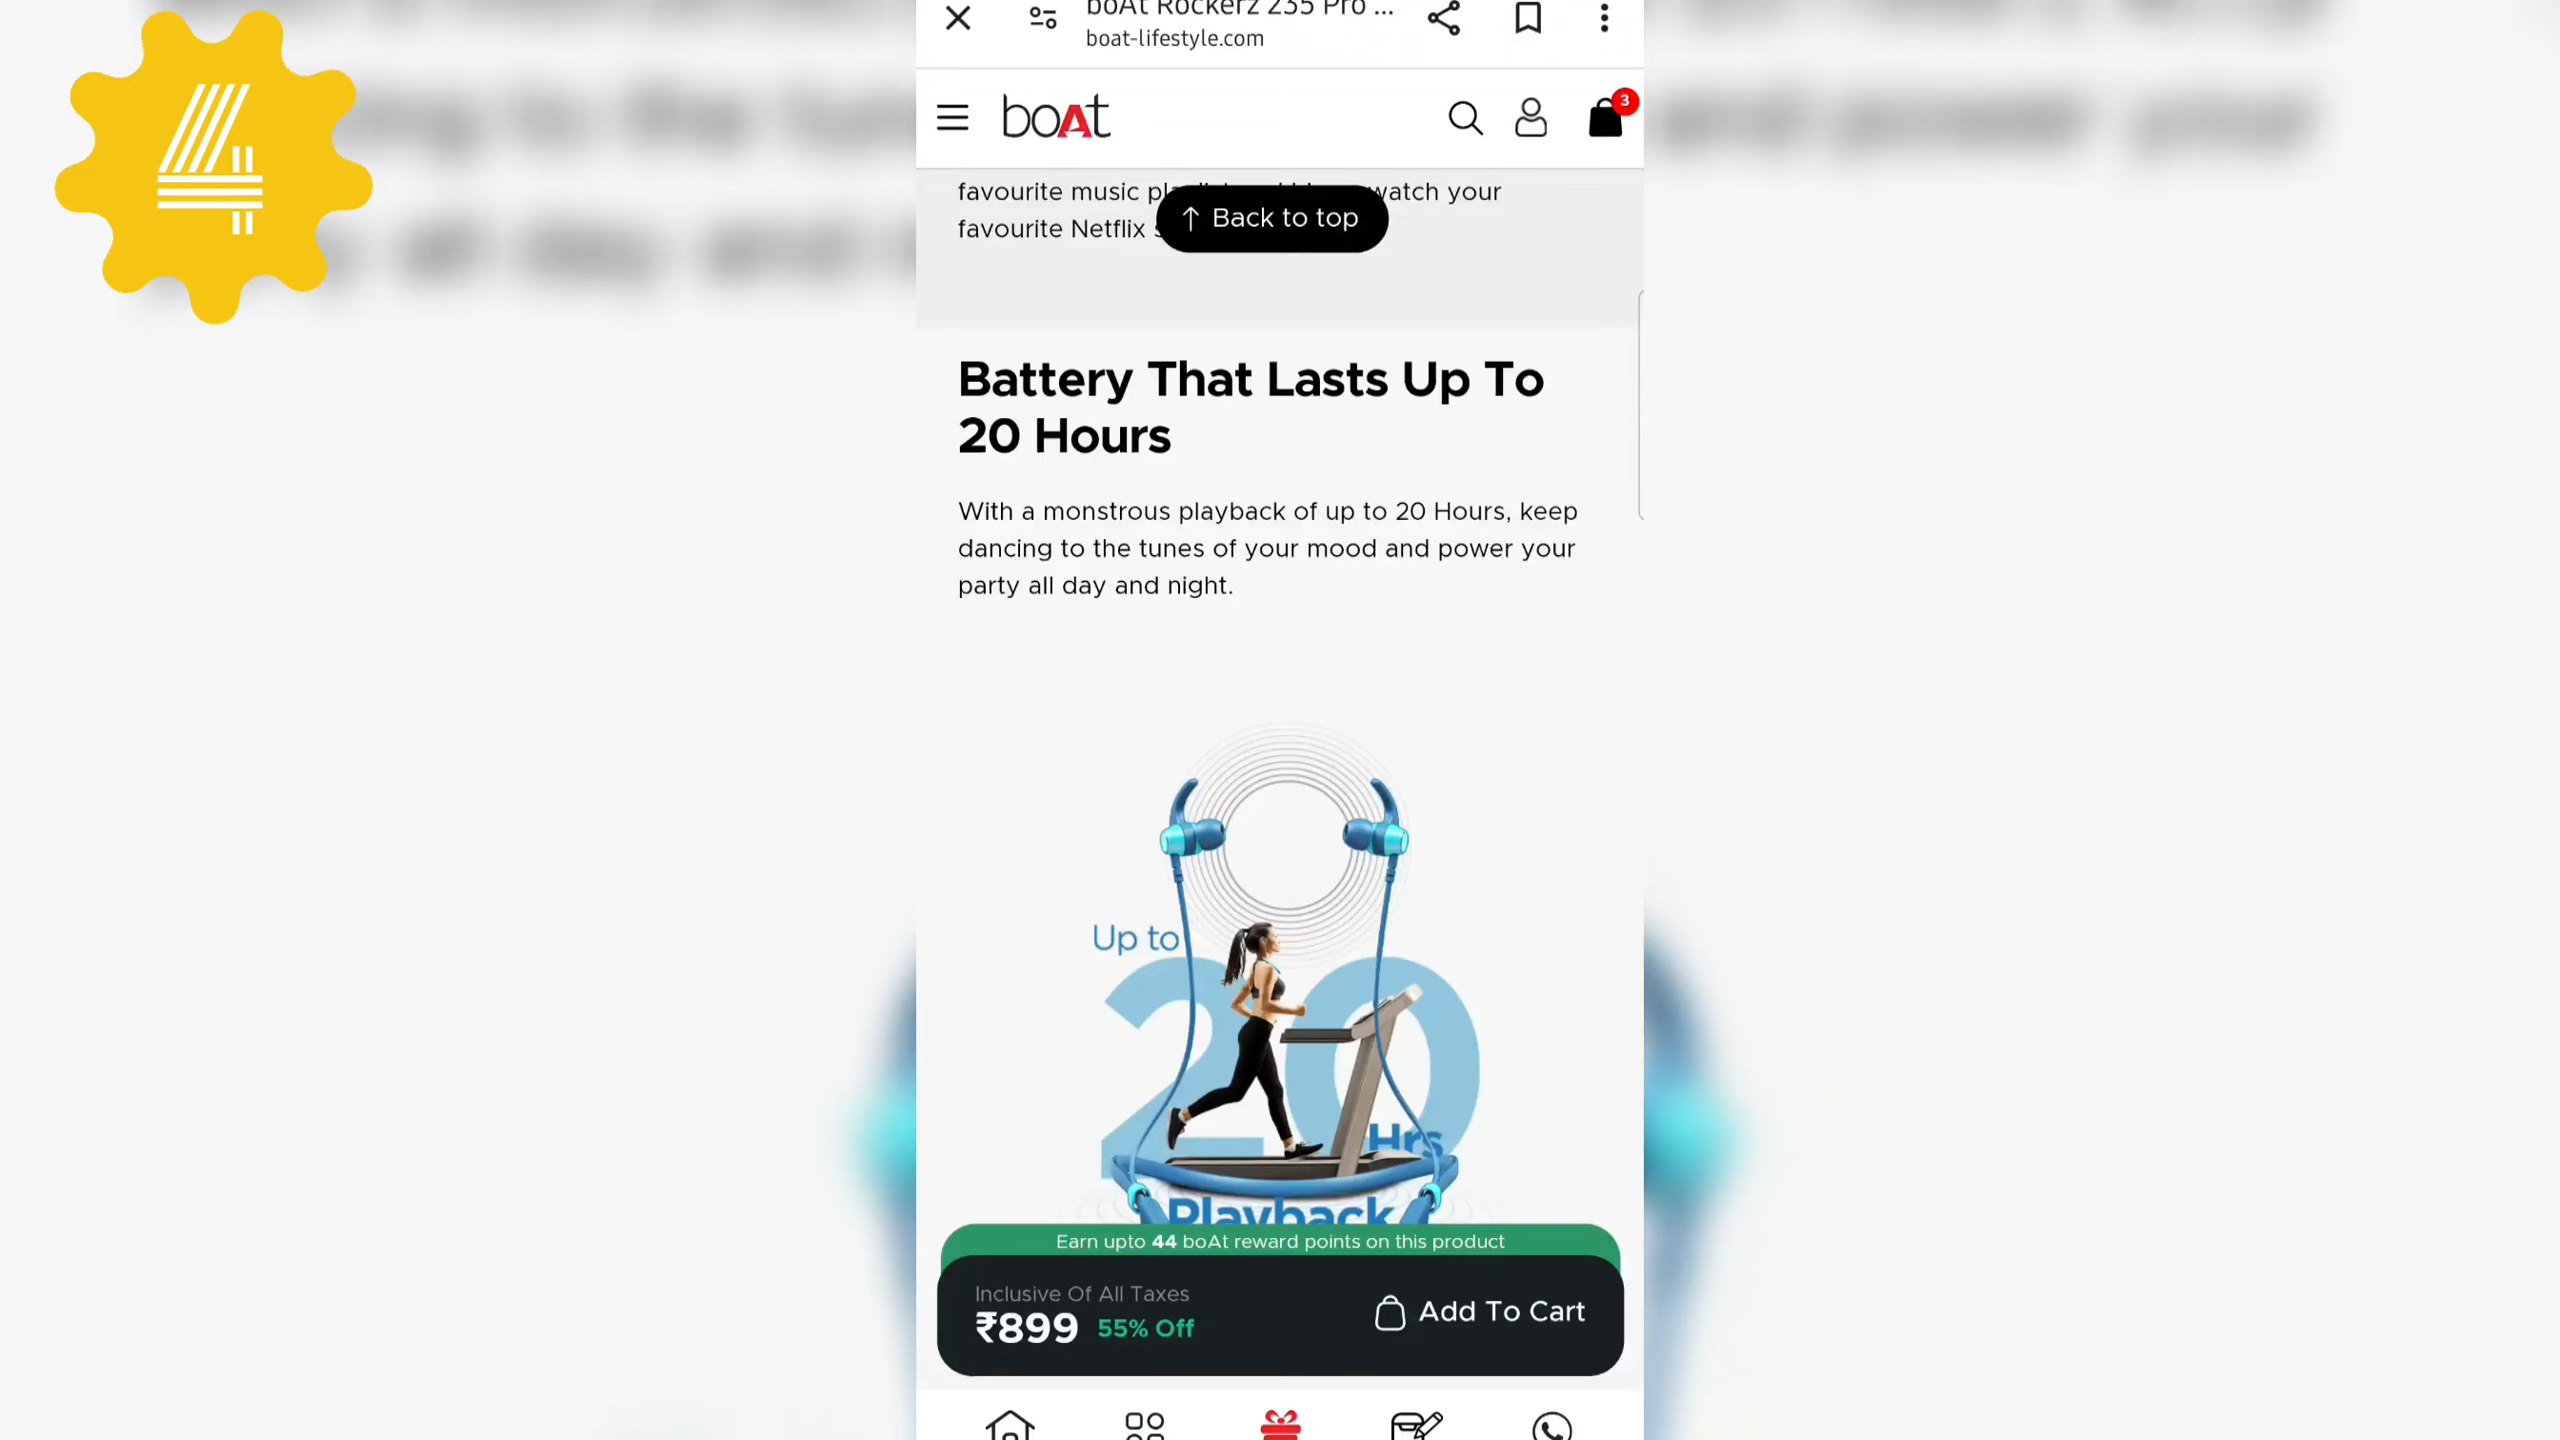 4
boAt Rockerz 235 Pro ...
boat-lifestyle.com
boAt
3
favourite music watch your
favourite Netflix
↑ Back to top
Battery That Lasts Up To
20 Hours
With a monstrous playback of up to 20 Hours, keep
dancing to the tunes of your mood and power your
party all day and night.
Up to
20
Hrs
Playback
Earn upto 44 boAt reward points on this product
Inclusive Of All Taxes
₹899 55% Off
Add To Cart